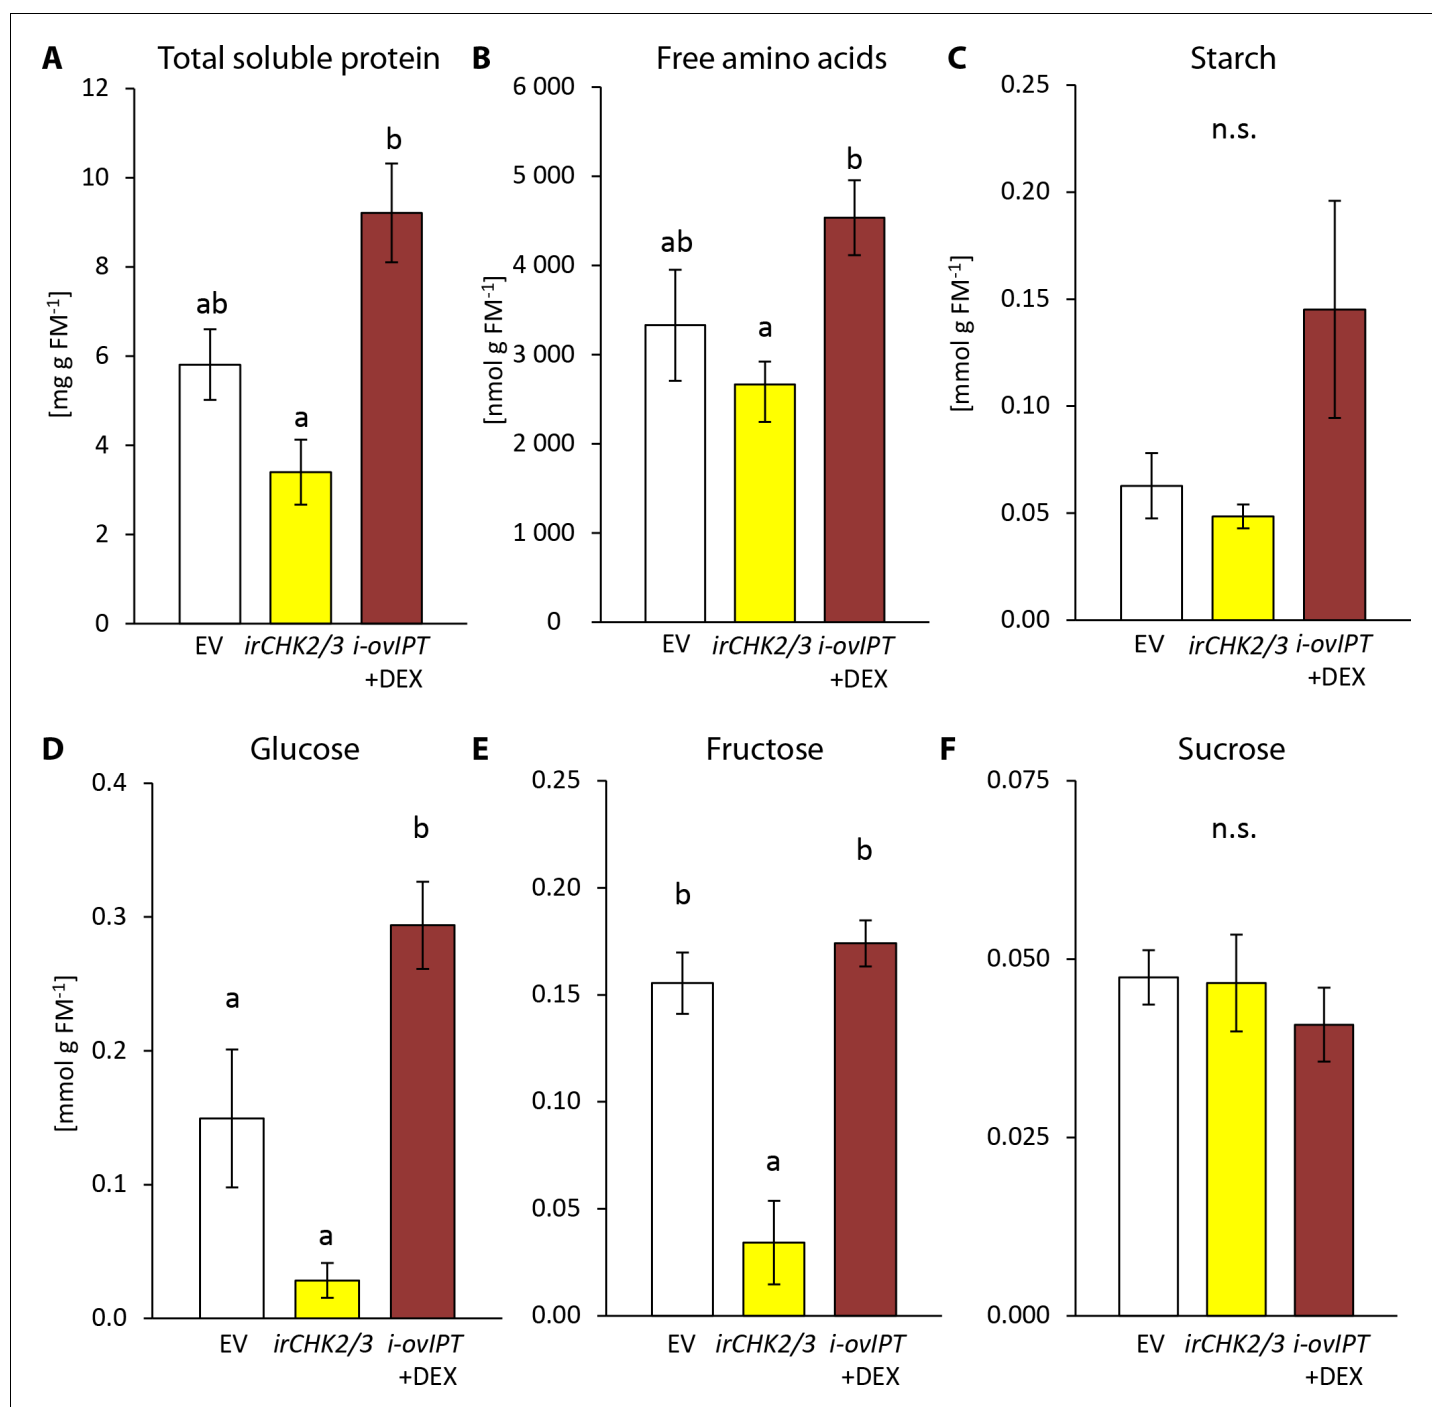 A Total soluble protein
12
10
8
6
4
2
0
[mg g FM⁻¹]
ab
a
b
EV irCHK2/3 i-ovIPT
+DEX
B Free amino acids
6 000
5 000
4 000
3 000
2 000
1 000
0
[nmol g FM⁻¹]
ab
a
b
EV irCHK2/3 i-ovIPT
+DEX
C Starch
0.25
0.20
0.15
0.10
0.05
0.00
[mmol g FM⁻¹]
n.s.
EV irCHK2/3 i-ovIPT
+DEX
D Glucose
0.4
0.3
0.2
0.1
0.0
[mmol g FM⁻¹]
a
a
b
EV irCHK2/3 i-ovIPT
+DEX
E Fructose
0.25
0.20
0.15
0.10
0.05
0.00
b
a
b
EV irCHK2/3 i-ovIPT
+DEX
F Sucrose
0.075
0.050
0.025
0.000
n.s.
EV irCHK2/3 i-ovIPT
+DEX